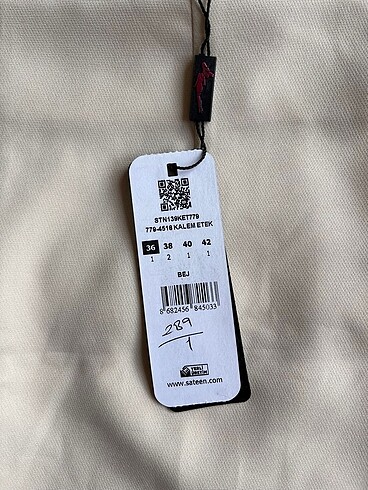 STN139KET779
779-4518 KALEM ETEK
36 38 40 42
1 2 1 1
BEJ
8 682456 845033
289
1
www.sateen.com